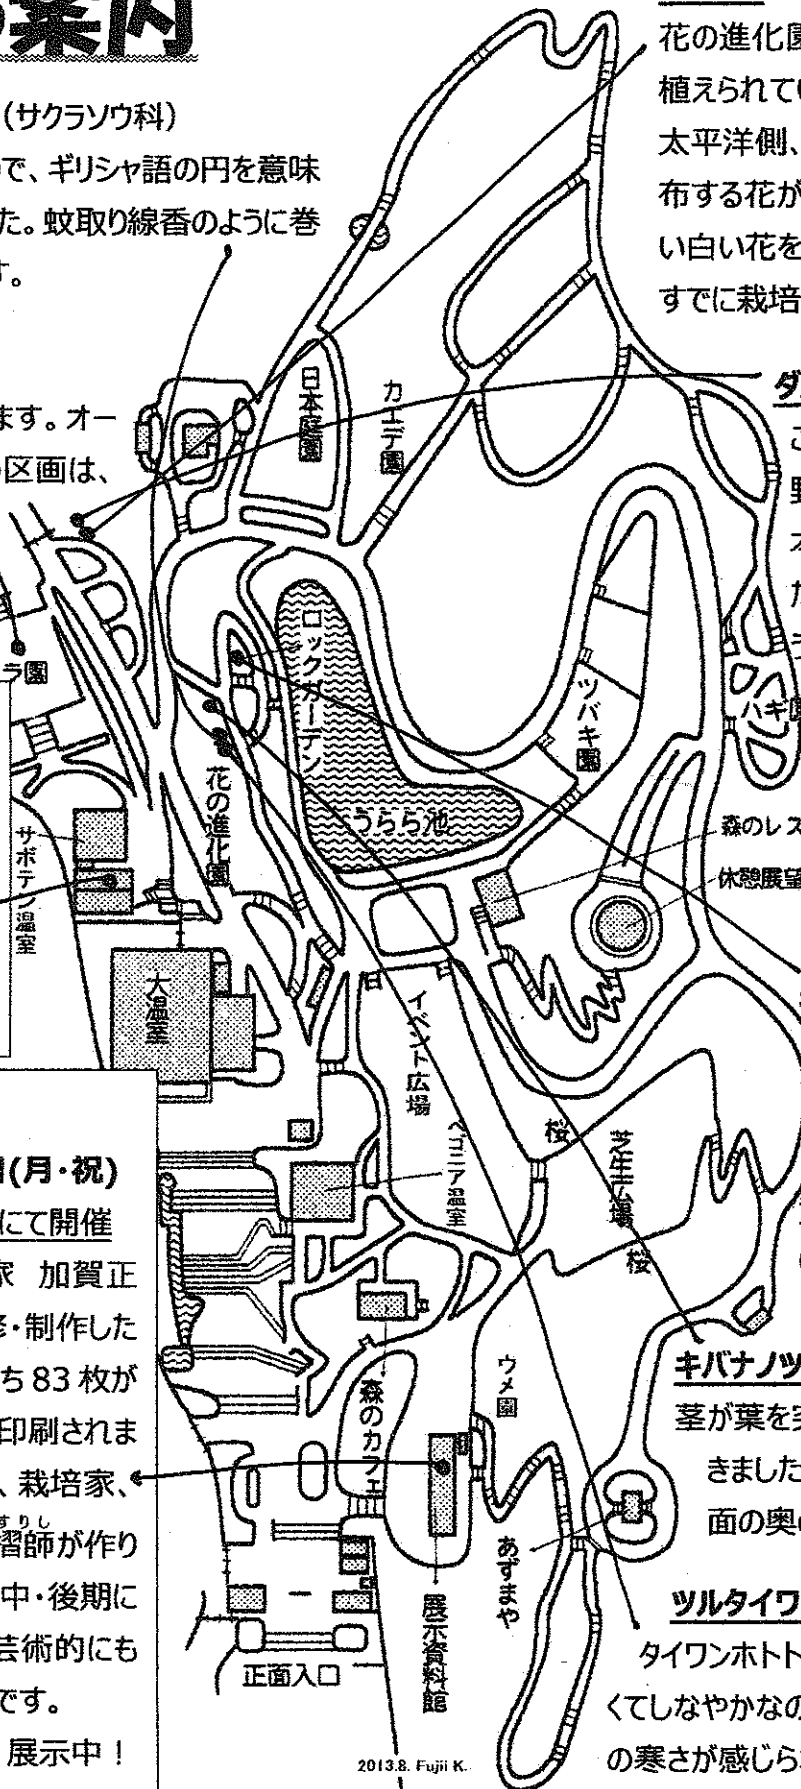 案内
(サクラソウ科)
で、ギリシャ語の円を意味
た。蚊取り線香のように巻
す。
ます。オー
区画は、
花の進化園
植えられてい
太平洋側、
布する花が
い白い花を
すでに栽培
日本庭園
カエデ園
ラ園
ロックガーデン
うらら池
ツバキ園
ハギ園
花の進化園
サボテン温室
大温室
森のレス
休憩展望
イベント広場
ベゴニア温室
桜
芝生広場
桜
(月・祝)
にて開催
家 加賀正
修・制作した
ち 83 枚が
印刷されま
、栽培家、
すりし
摺師が作り
中・後期に
芸術的にも
です。
展示中！
森のカフェ
ウメ園
あずまや
展示資料館
正面入口
キバナノツ
茎が葉を突
きました
面の奥の
ツルタイワ
タイワンホトト
くてしなやかなの
の寒さが感じら
2013.8. Fujii K.